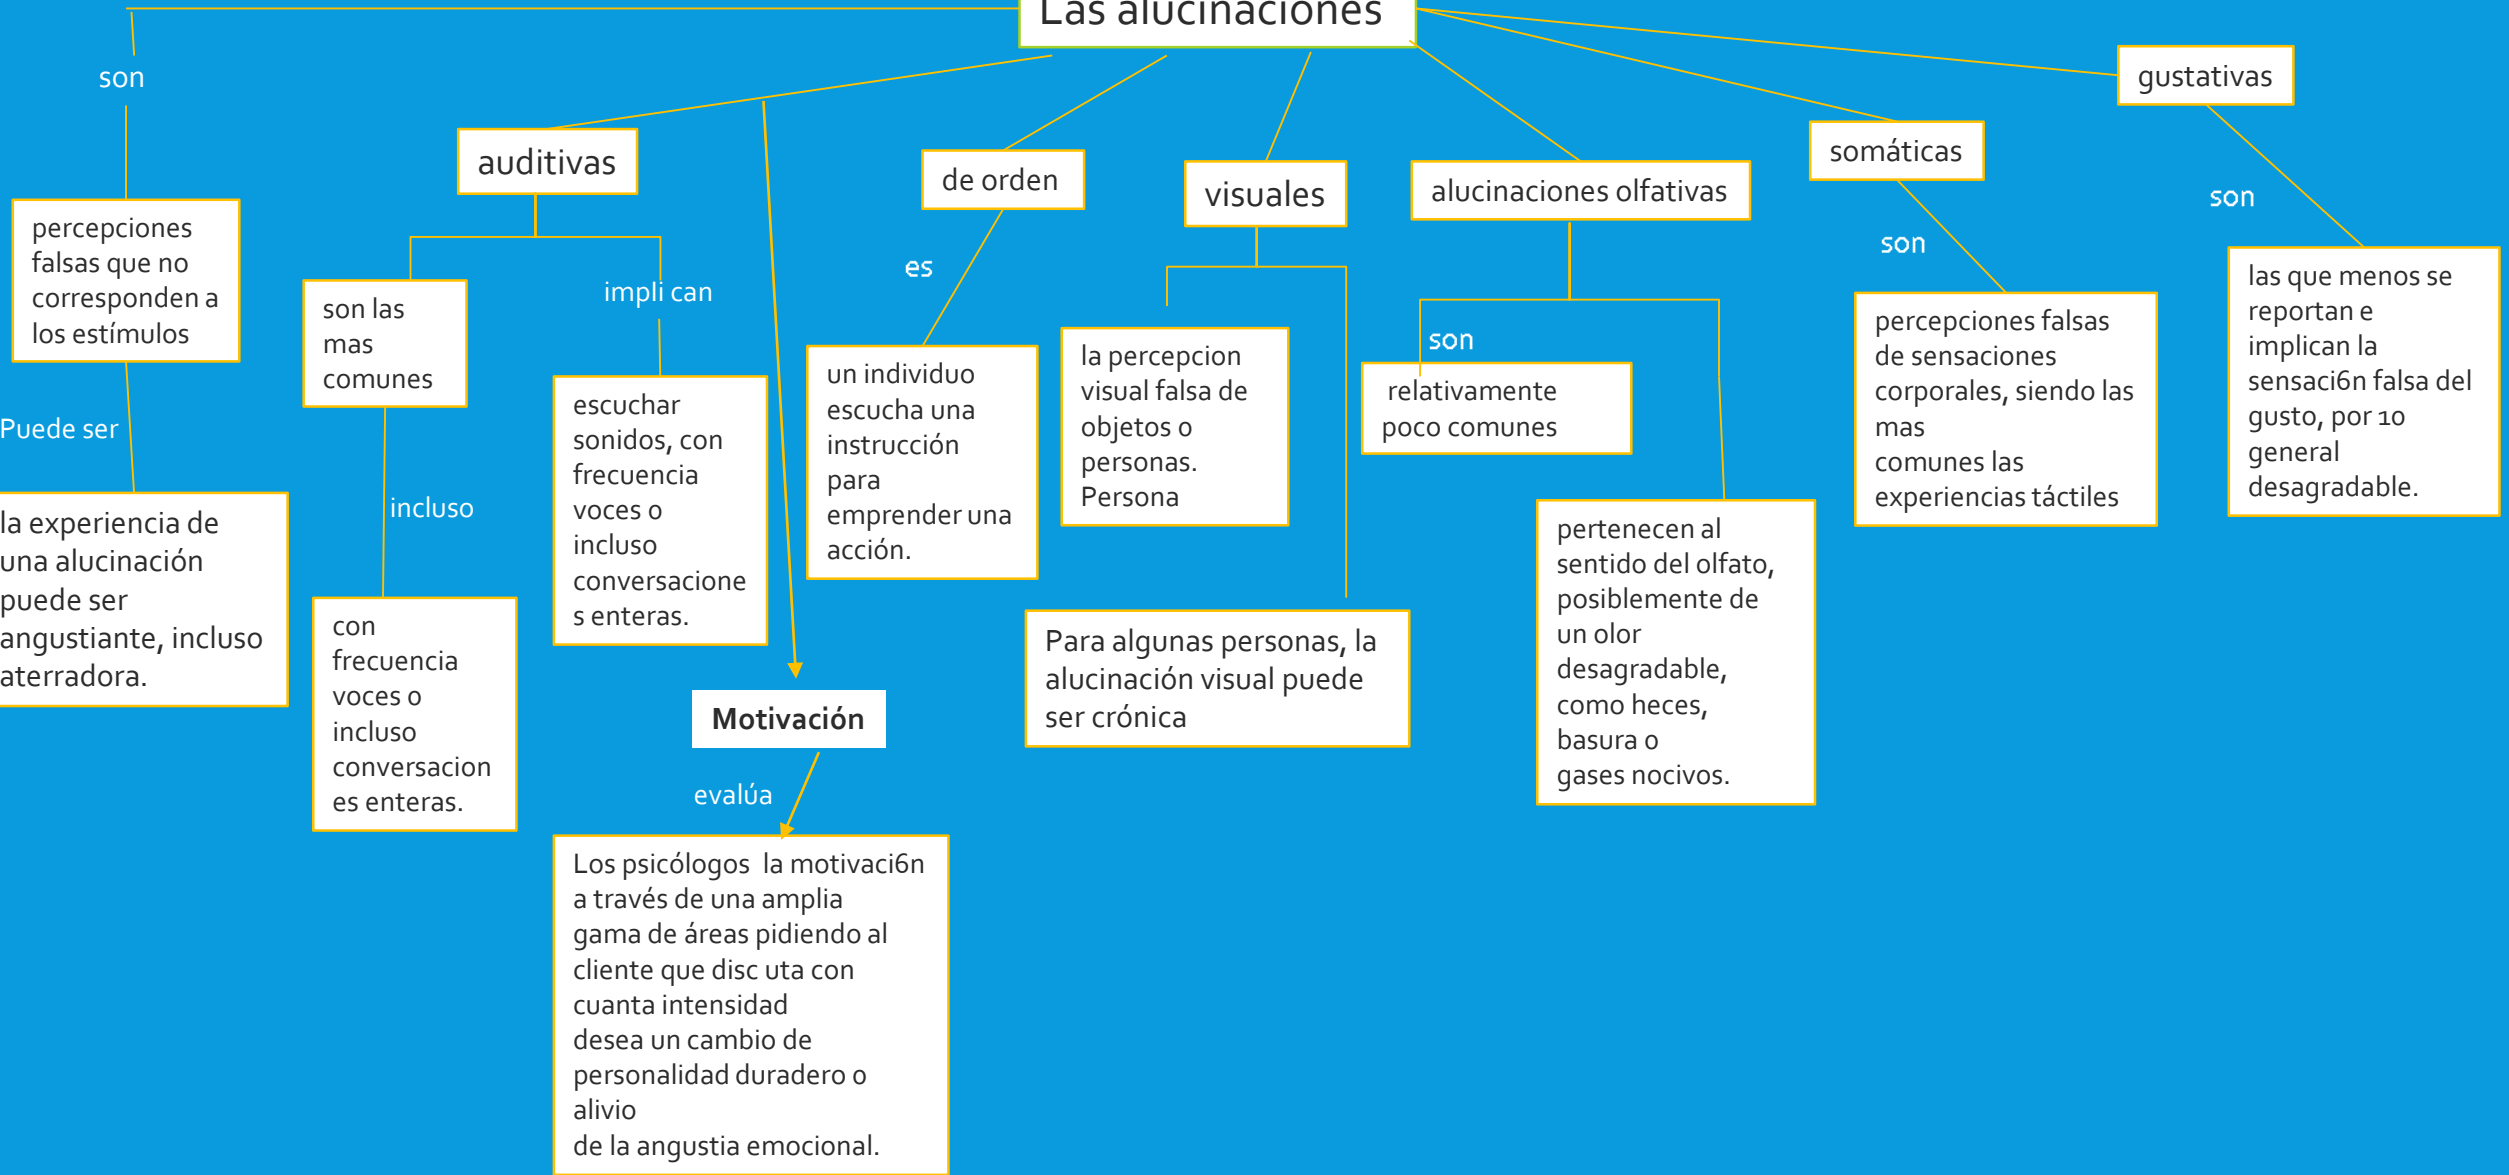 Las alucinaciones
son
percepciones
falsas que no
corresponden a
los estímulos
Puede ser
la experiencia de
una alucinación
puede ser
angustiante, incluso
aterradora.
auditivas
son las
mas
comunes
incluso
con
frecuencia
voces o
incluso
conversacion
es enteras.
impli can
escuchar
sonidos, con
frecuencia
voces o
incluso
conversacione
s enteras.
Motivación
evalúa
Los psicólogos  la motivaci6n
a través de una amplia
gama de áreas pidiendo al
cliente que disc uta con
cuanta intensidad
desea un cambio de
personalidad duradero o
alivio
de la angustia emocional.
de orden
es
un individuo
escucha una
instrucción
para
emprender una
acción.
visuales
la percepcion
visual falsa de
objetos o
personas.
Persona
Para algunas personas, la
alucinación visual puede
ser crónica
alucinaciones olfativas
son
relativamente
poco comunes
pertenecen al
sentido del olfato,
posiblemente de
un olor
desagradable,
como heces,
basura o
gases nocivos.
somáticas
son
percepciones falsas
de sensaciones
corporales, siendo las
mas
comunes las
experiencias táctiles
gustativas
son
las que menos se
reportan e
implican la
sensaci6n falsa del
gusto, por 10
general
desagradable.